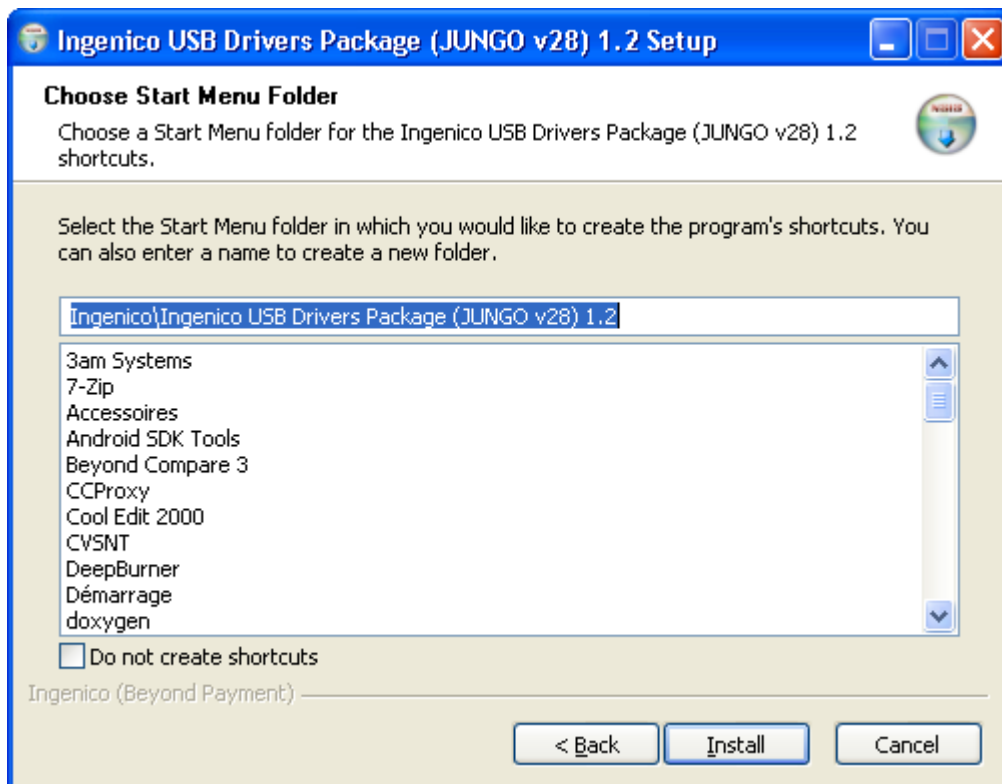 Ingenico USB Drivers Package (JUNGO v28) 1.2 Setup
Choose Start Menu Folder
Choose a Start Menu folder for the Ingenico USB Drivers Package (JUNGO v28) 1.2
shortcuts.
Select the Start Menu folder in which you would like to create the program's shortcuts. You
can also enter a name to create a new folder.
Ingenico\Ingenico USB Drivers Package (JUNGO v28) 1.2
3am Systems
7-Zip
Accessoires
Android SDK Tools
Beyond Compare 3
CCProxy
Cool Edit 2000
CVSNT
DeepBurner
Démarrage
doxygen
Do not create shortcuts
Ingenico (Beyond Payment)
< Back
Install
Cancel